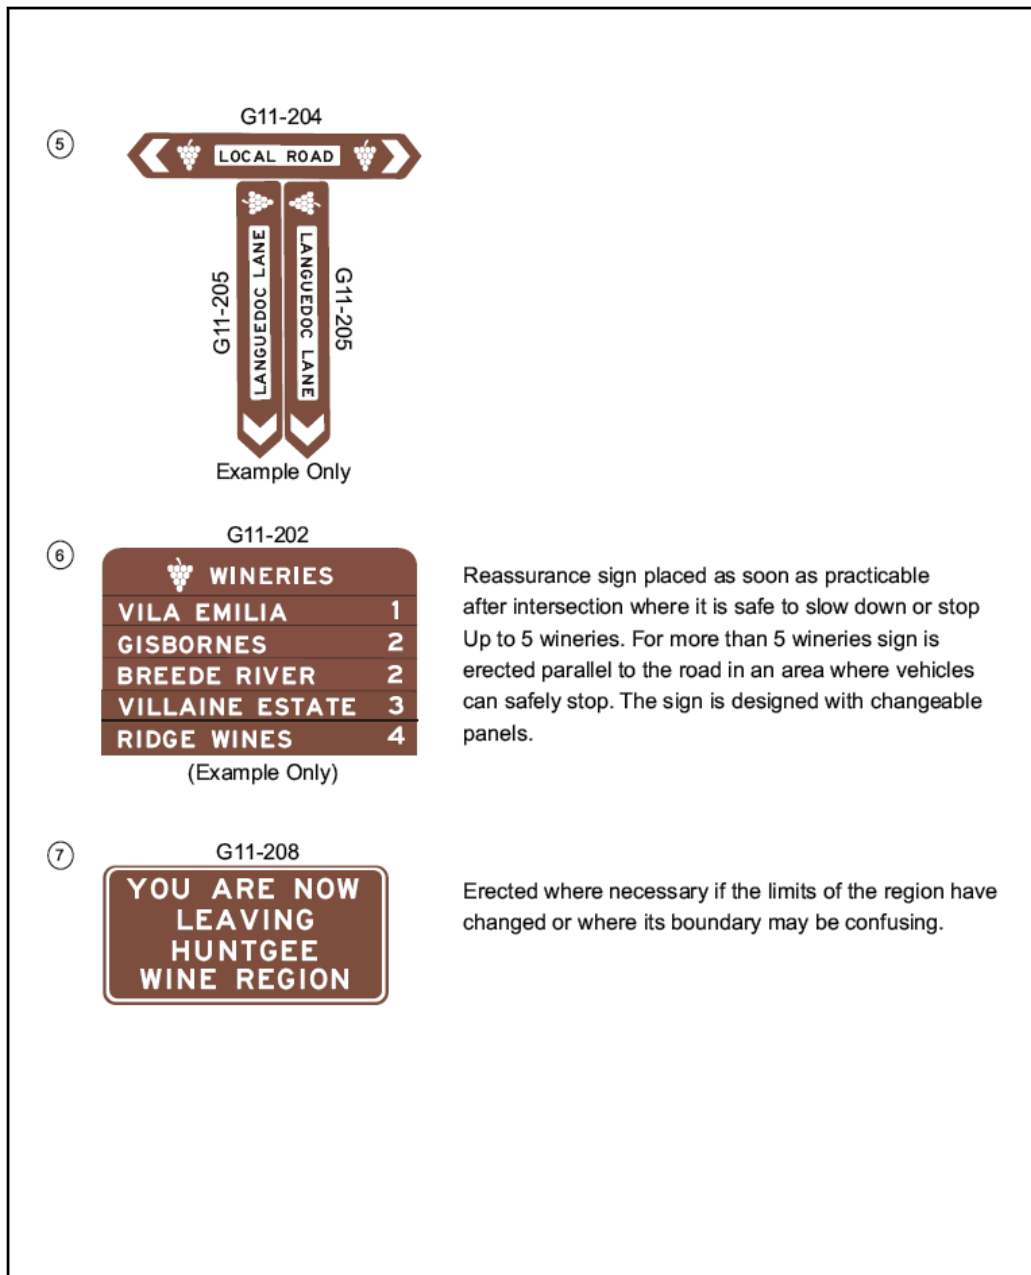 G11-204
5
LOCAL ROAD
G11-205
LANGUEDOC LANE
LANGUEDOC LANE
G11-205
Example Only
G11-202
6
WINERIES
VILA EMILIA 1
GISBORNES 2
BREEDE RIVER 2
VILLAINE ESTATE 3
RIDGE WINES 4
(Example Only)
Reassurance sign placed as soon as practicable
after intersection where it is safe to slow down or stop
Up to 5 wineries. For more than 5 wineries sign is
erected parallel to the road in an area where vehicles
can safely stop. The sign is designed with changeable
panels.
7
G11-208
YOU ARE NOW
LEAVING
HUNTGEE
WINE REGION
Erected where necessary if the limits of the region have
changed or where its boundary may be confusing.